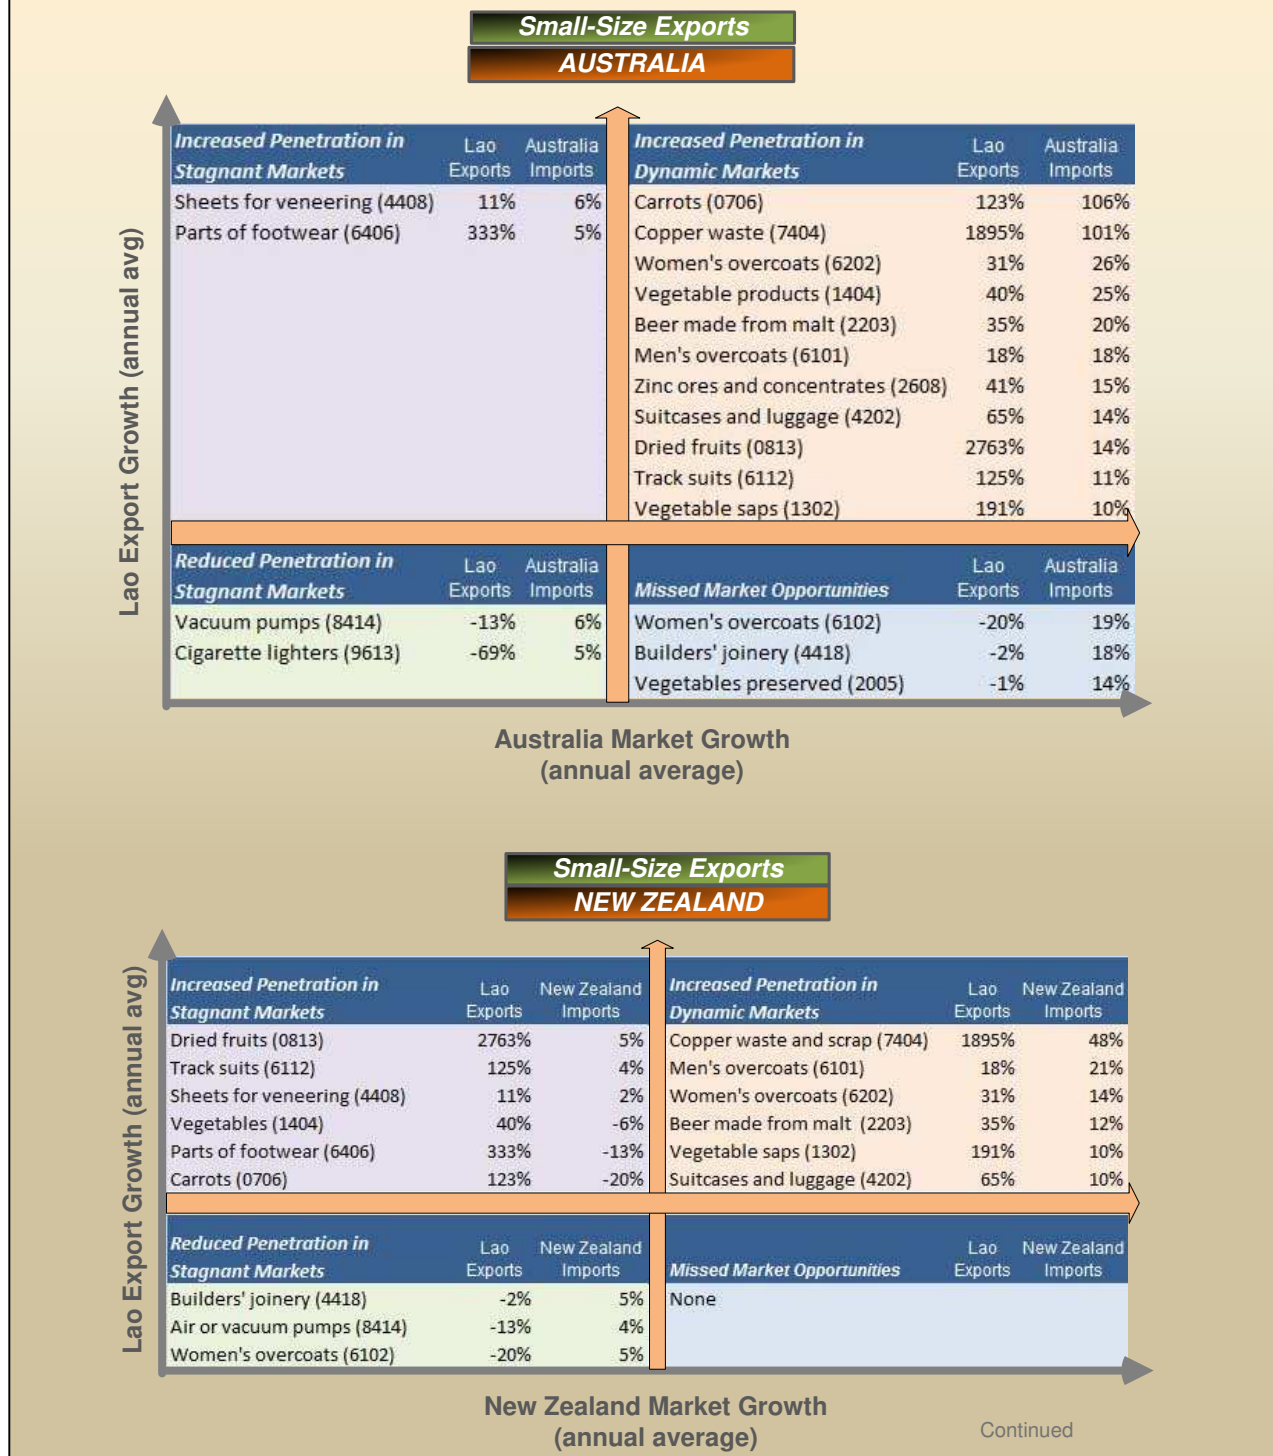 Small-Size Exports
AUSTRALIA
Lao Export Growth (annual avg)
Increased Penetration in Stagnant Markets Lao Exports Australia Imports
Sheets for veneering (4408) 11% 6%
Parts of footwear (6406) 333% 5%
Increased Penetration in Dynamic Markets Lao Exports Australia Imports
Carrots (0706) 123% 106%
Copper waste (7404) 1895% 101%
Women's overcoats (6202) 31% 26%
Vegetable products (1404) 40% 25%
Beer made from malt (2203) 35% 20%
Men's overcoats (6101) 18% 18%
Zinc ores and concentrates (2608) 41% 15%
Suitcases and luggage (4202) 65% 14%
Dried fruits (0813) 2763% 14%
Track suits (6112) 125% 11%
Vegetable saps (1302) 191% 10%
Reduced Penetration in Stagnant Markets Lao Exports Australia Imports
Vacuum pumps (8414) -13% 6%
Cigarette lighters (9613) -69% 5%
Missed Market Opportunities Lao Exports Australia Imports
Women's overcoats (6102) -20% 19%
Builders' joinery (4418) -2% 18%
Vegetables preserved (2005) -1% 14%
Australia Market Growth
(annual average)
Small-Size Exports
NEW ZEALAND
Lao Export Growth (annual avg)
Increased Penetration in Stagnant Markets Lao Exports New Zealand Imports
Dried fruits (0813) 2763% 5%
Track suits (6112) 125% 4%
Sheets for veneering (4408) 11% 2%
Vegetables (1404) 40% -6%
Parts of footwear (6406) 333% -13%
Carrots (0706) 123% -20%
Increased Penetration in Dynamic Markets Lao Exports New Zealand Imports
Copper waste and scrap (7404) 1895% 48%
Men's overcoats (6101) 18% 21%
Women's overcoats (6202) 31% 14%
Beer made from malt (2203) 35% 12%
Vegetable saps (1302) 191% 10%
Suitcases and luggage (4202) 65% 10%
Reduced Penetration in Stagnant Markets Lao Exports New Zealand Imports
Builders' joinery (4418) -2% 5%
Air or vacuum pumps (8414) -13% 4%
Women's overcoats (6102) -20% 5%
Missed Market Opportunities Lao Exports New Zealand Imports
None
New Zealand Market Growth
(annual average)
Continued